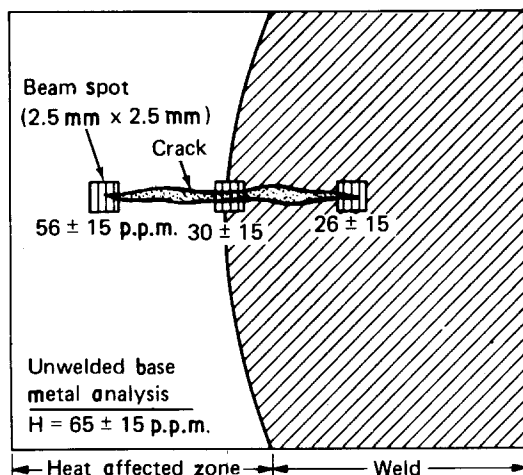 Beam spot
(2.5 mm x 2.5 mm)
Crack
56 ± 15 p.p.m.
30 ± 15
26 ± 15
Unwelded base
metal analysis
H = 65 ± 15 p.p.m.
Heat affected zone
Weld